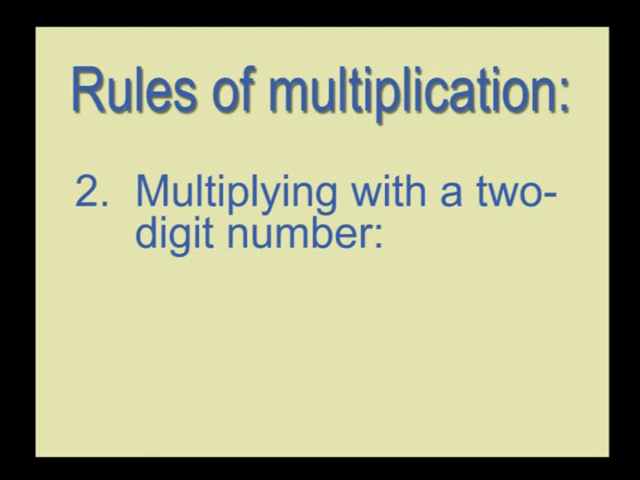 Rules of multiplication:
2. Multiplying with a two-
digit number: